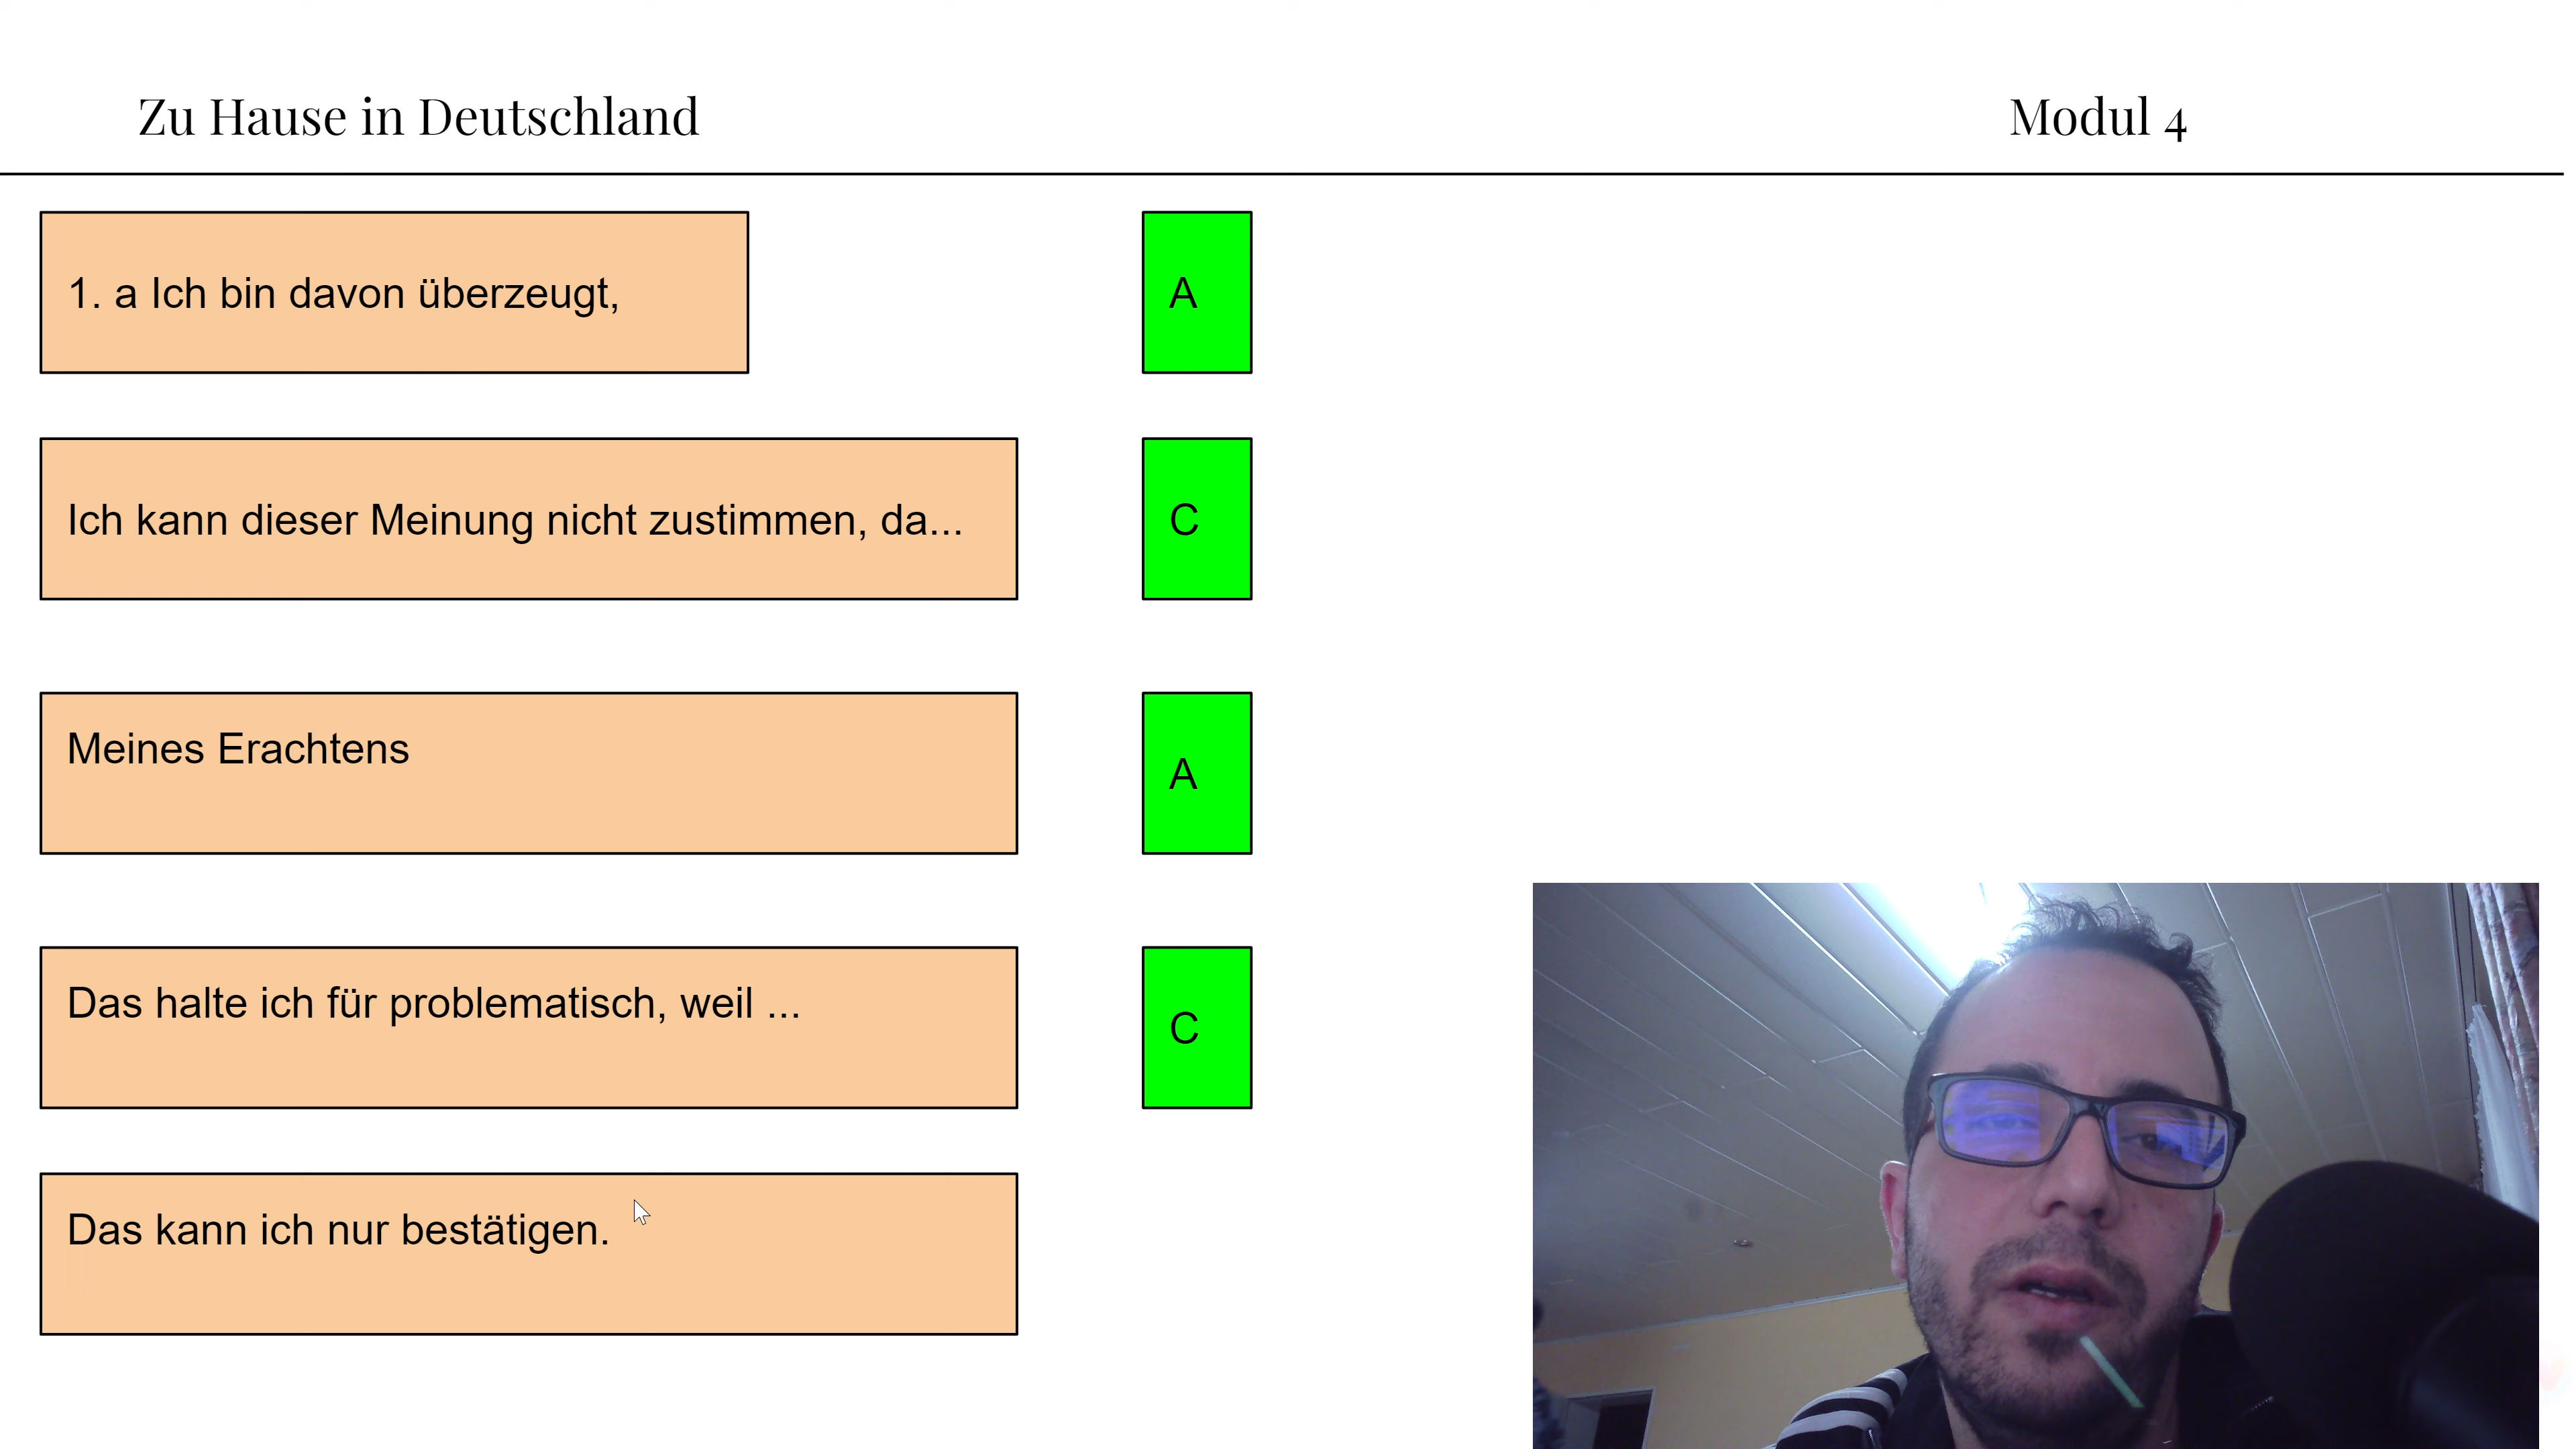 Zu Hause in Deutschland
Modul 4
1. a Ich bin davon überzeugt,
A
Ich kann dieser Meinung nicht zustimmen, da...
C
Meines Erachtens
A
Das halte ich für problematisch, weil ...
C
Das kann ich nur bestätigen.